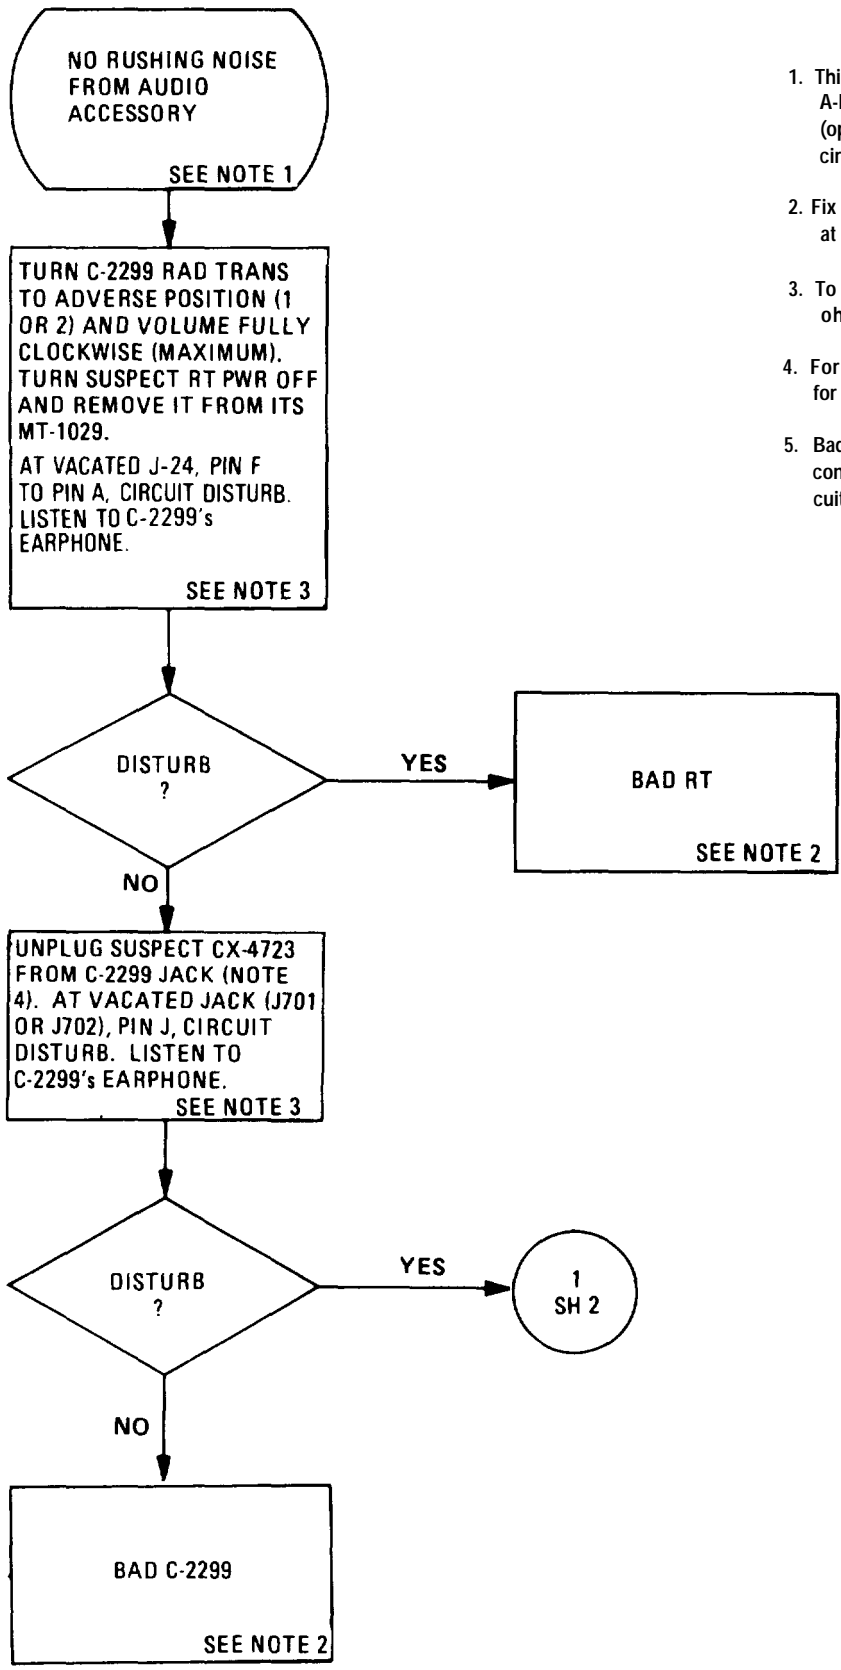 NO RUSHING NOISE
FROM AUDIO
ACCESSORY
SEE NOTE 1
TURN C-2299 RAD TRANS
TO ADVERSE POSITION (1
OR 2) AND VOLUME FULLY
CLOCKWISE (MAXIMUM).
TURN SUSPECT RT PWR OFF
AND REMOVE IT FROM ITS
MT-1029.
AT VACATED J-24, PIN F
TO PIN A, CIRCUIT DISTURB.
LISTEN TO C-2299's
EARPHONE.
SEE NOTE 3
DISTURB
?
YES
BAD RT
SEE NOTE 2
NO
UNPLUG SUSPECT CX-4723
FROM C-2299 JACK (NOTE
4). AT VACATED JACK (J701
OR J702), PIN J, CIRCUIT
DISTURB. LISTEN TO
C-2299's EARPHONE.
SEE NOTE 3
DISTURB
?
YES
1
SH 2
NO
BAD C-2299
SEE NOTE 2
1. Thi
(op
cir
2. Fix
at
3. To
oh
4. For
for
5. Bac
con
cuit